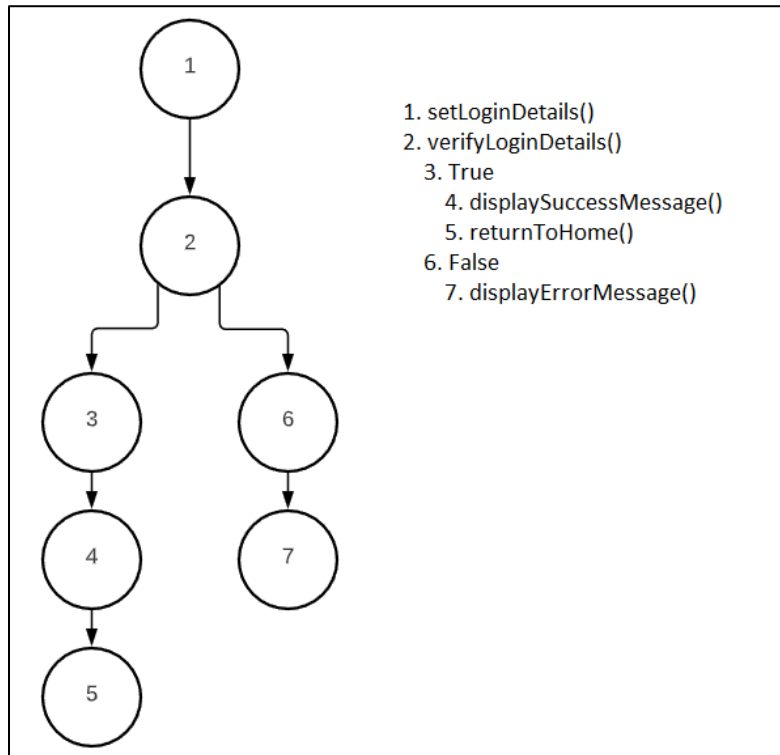 1
1. setLoginDetails()
2. verifyLoginDetails()
3. True
4. displaySuccessMessage()
5. returnToHome()
6. False
7. displayErrorMessage()
2
3
6
4
7
5